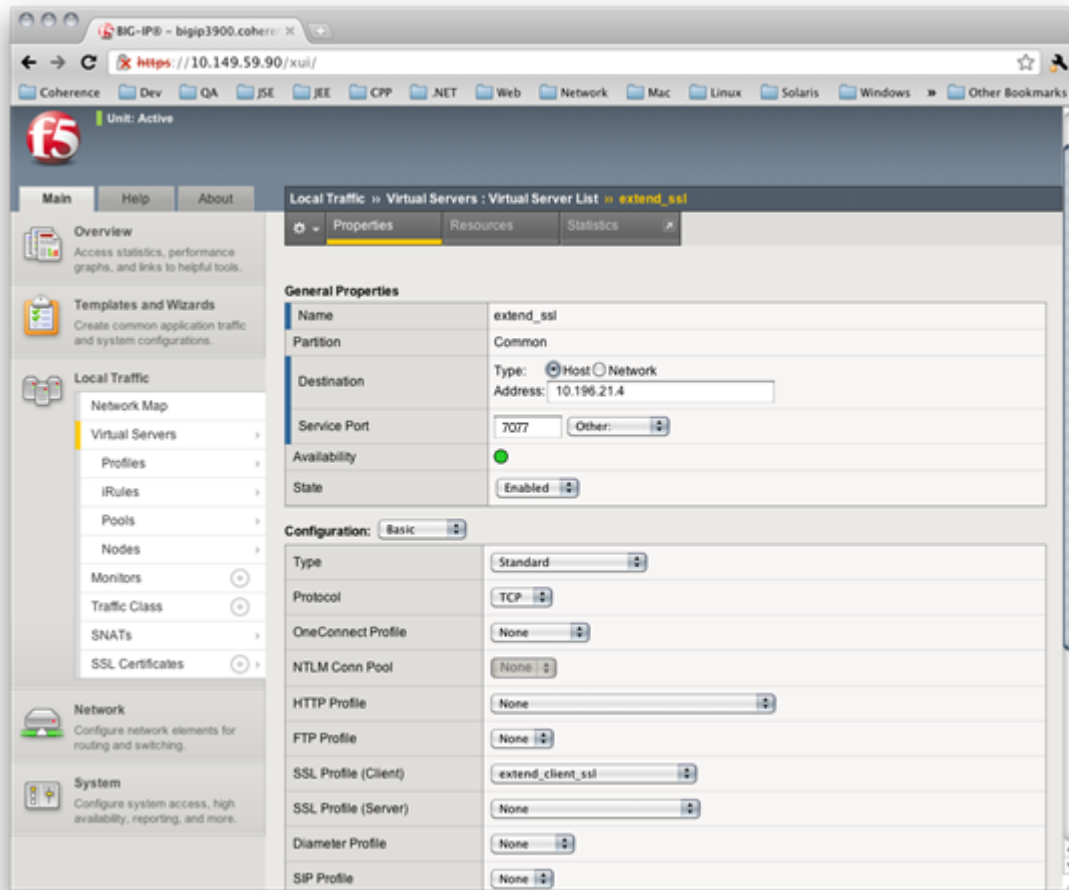 BIG-IP® - bigip3900.cohere
https://10.149.59.90/xui/
Coherence Dev QA JSE JEE CPP .NET Web Network Mac Linux Solaris Windows » Other Bookmarks
f5
Unit: Active
Main Help About
Local Traffic » Virtual Servers : Virtual Server List » extend_ssl
Properties Resources Statistics
Overview
Access statistics, performance
graphs, and links to helpful tools.
Templates and Wizards
Create common application traffic
and system configurations.
Local Traffic
Network Map
Virtual Servers
Profiles
iRules
Pools
Nodes
Monitors
Traffic Class
SNATs
SSL Certificates
Network
Configure network elements for
routing and switching.
System
Configure system access, high
availability, reporting, and more.
General Properties
Name extend_ssl
Partition Common
Destination Type: Host Network
Address: 10.196.21.4
Service Port 7077 Other:
Availability
State Enabled
Configuration: Basic
Type Standard
Protocol TCP
OneConnect Profile None
NTLM Conn Pool None
HTTP Profile None
FTP Profile None
SSL Profile (Client) extend_client_ssl
SSL Profile (Server) None
Diameter Profile None
SIP Profile None